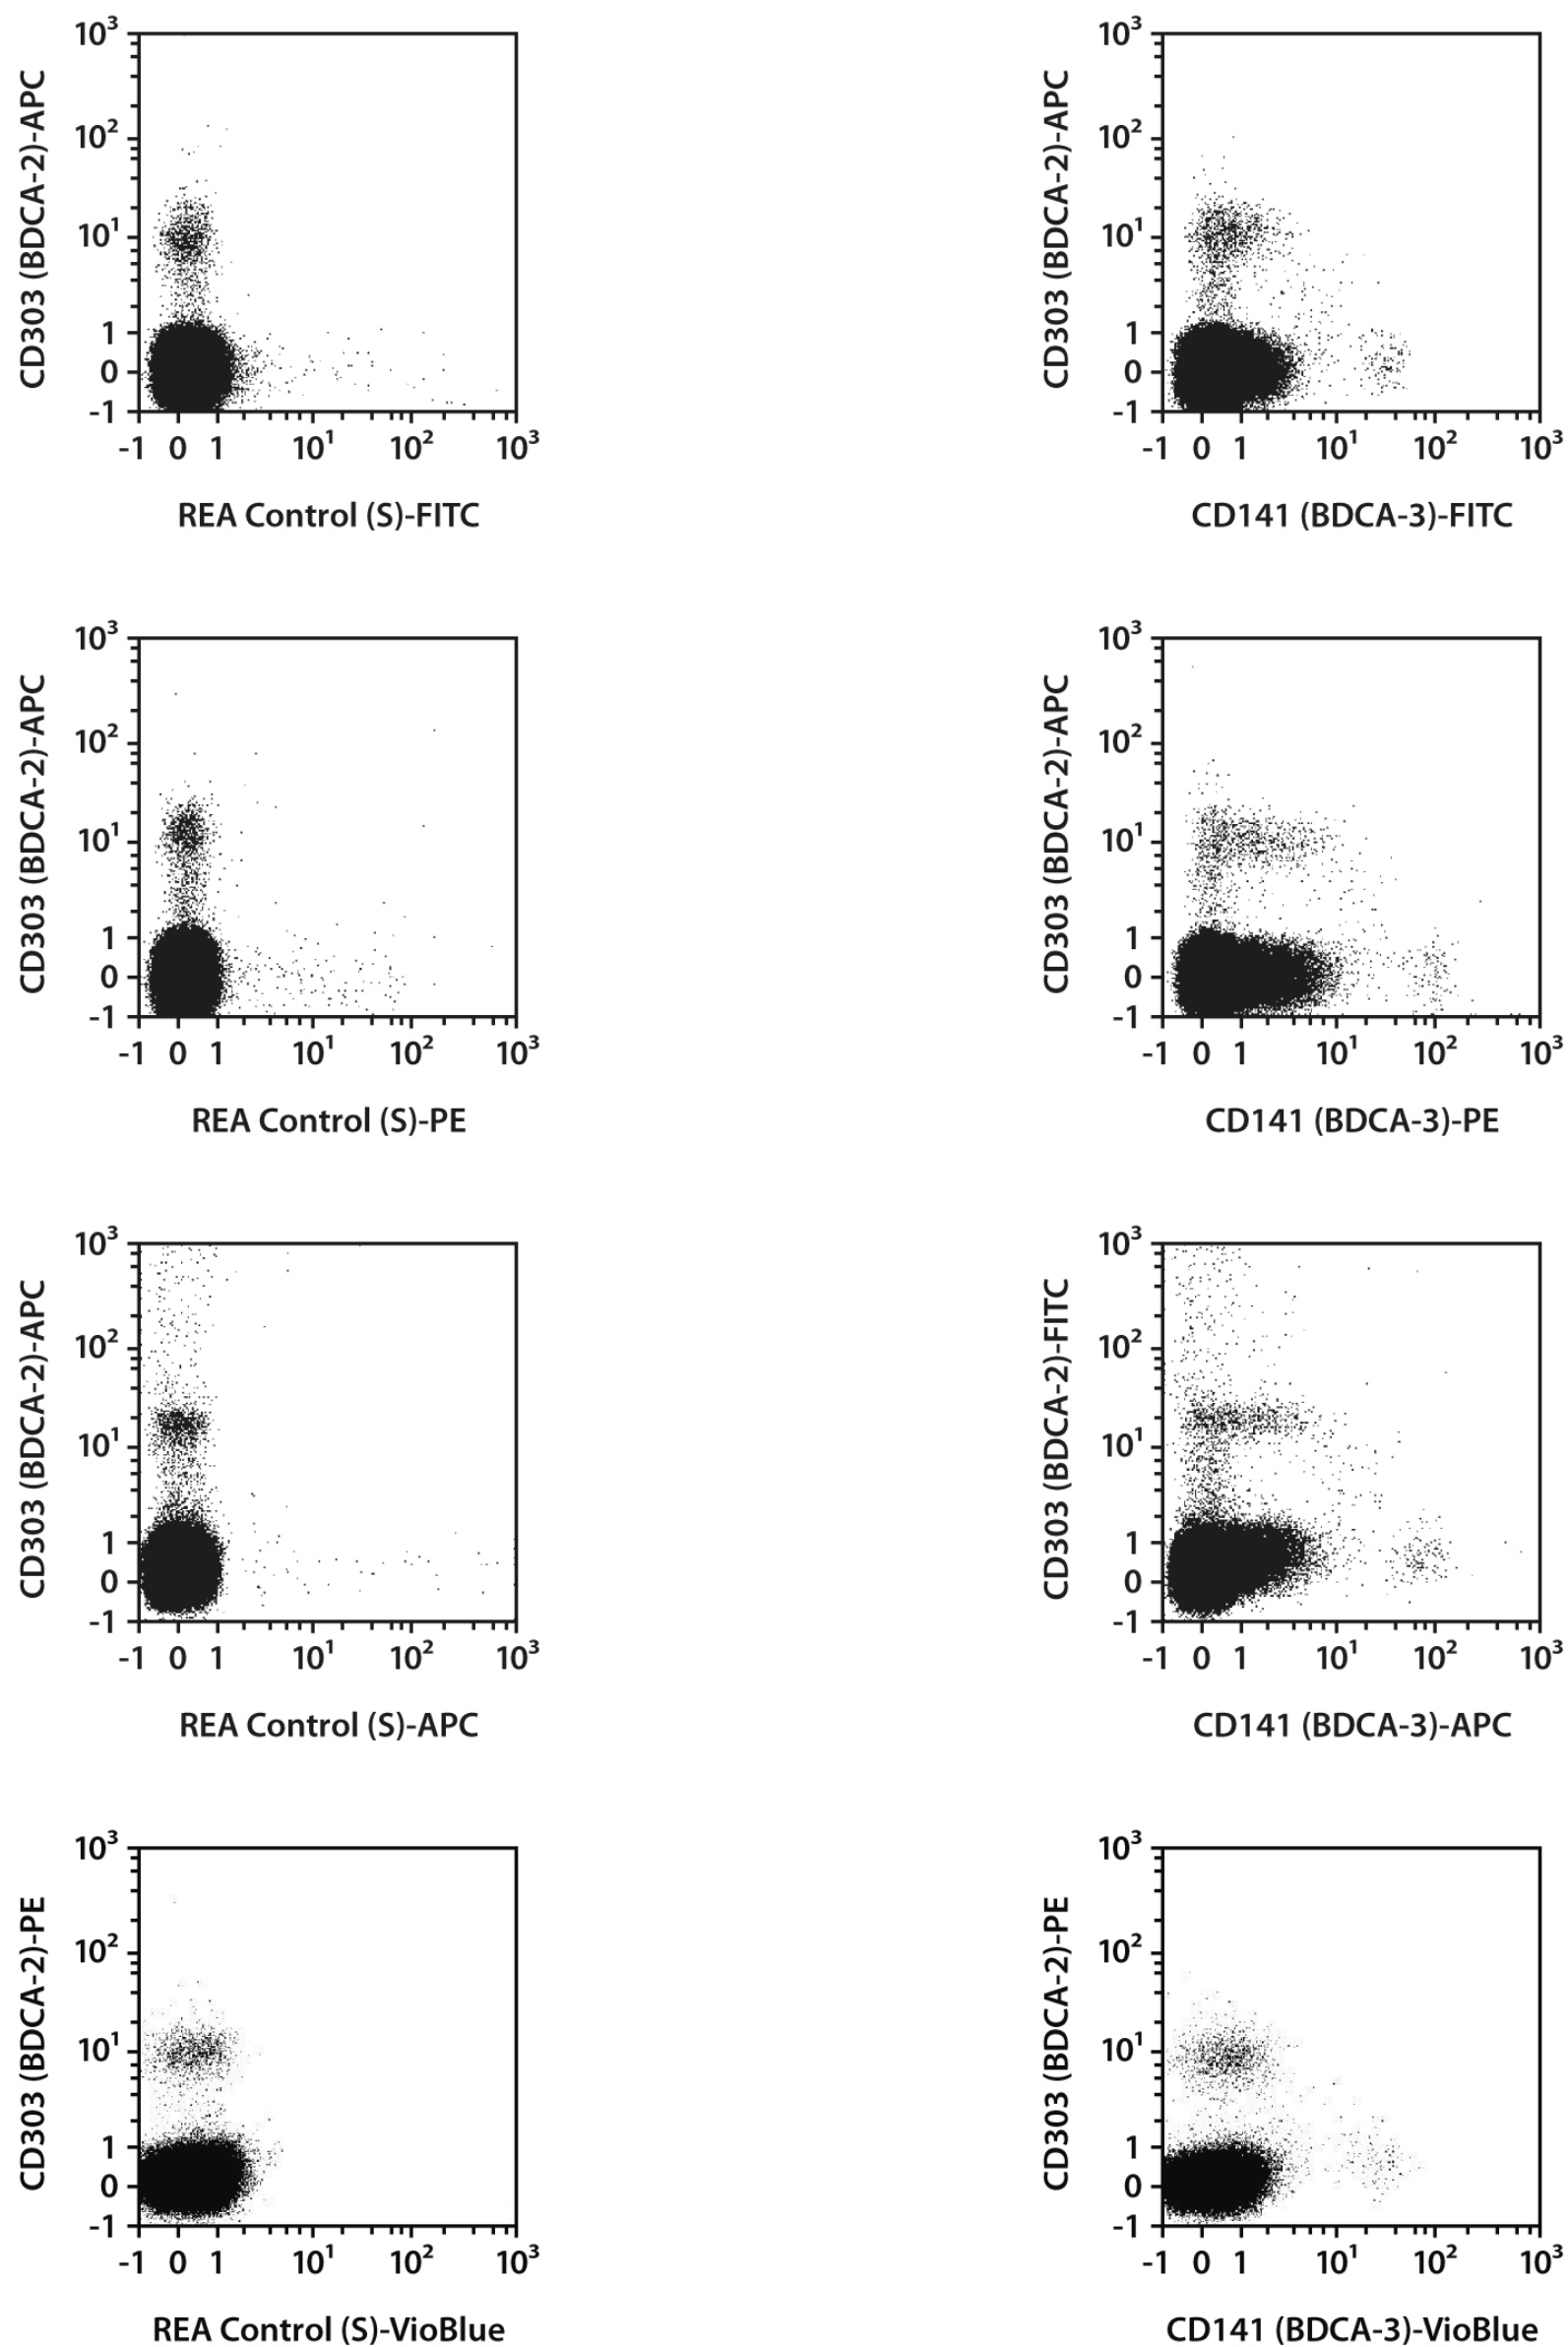 10³
10²
10¹
1
0
-1
CD303 (BDCA-2)-APC
-1 0 1 10¹ 10² 10³
REA Control (S)-FITC
10³
10²
10¹
1
0
-1
CD303 (BDCA-2)-APC
-1 0 1 10¹ 10² 10³
CD141 (BDCA-3)-FITC
10³
10²
10¹
1
0
-1
CD303 (BDCA-2)-APC
-1 0 1 10¹ 10² 10³
REA Control (S)-PE
10³
10²
10¹
1
0
-1
CD303 (BDCA-2)-APC
-1 0 1 10¹ 10² 10³
CD141 (BDCA-3)-PE
10³
10²
10¹
1
0
-1
CD303 (BDCA-2)-APC
-1 0 1 10¹ 10² 10³
REA Control (S)-APC
10³
10²
10¹
1
0
-1
CD303 (BDCA-2)-FITC
-1 0 1 10¹ 10² 10³
CD141 (BDCA-3)-APC
10³
10²
10¹
1
0
-1
CD303 (BDCA-2)-PE
-1 0 1 10¹ 10² 10³
REA Control (S)-VioBlue
10³
10²
10¹
1
0
-1
CD303 (BDCA-2)-PE
-1 0 1 10¹ 10² 10³
CD141 (BDCA-3)-VioBlue